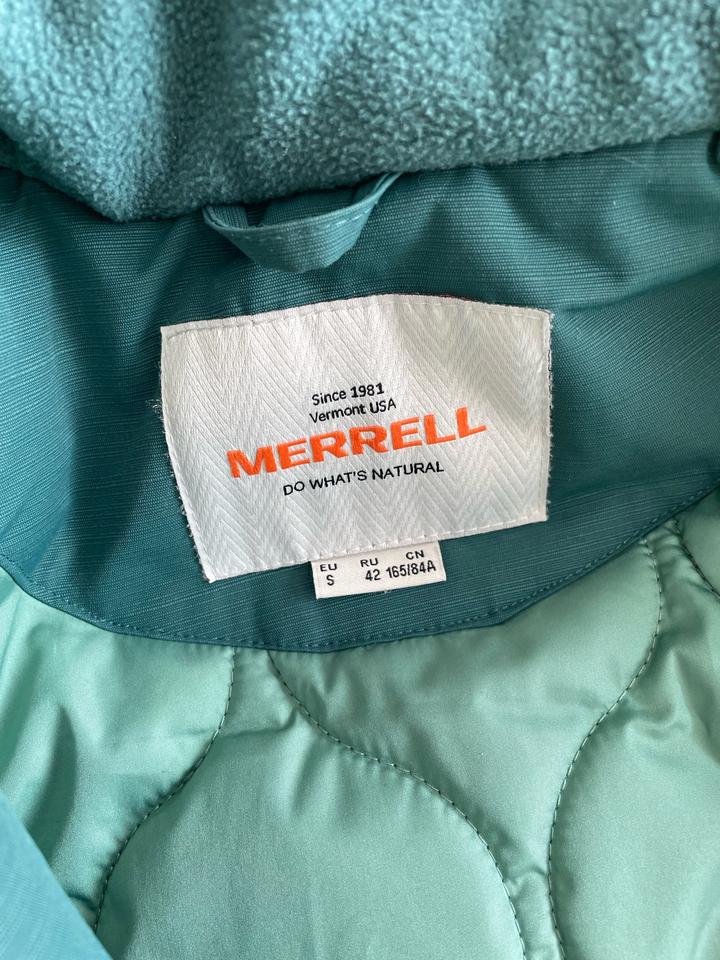 Since 1981
Vermont USA
MERRELL
DO WHAT'S NATURAL
EU RU CN
S 42 165/84A